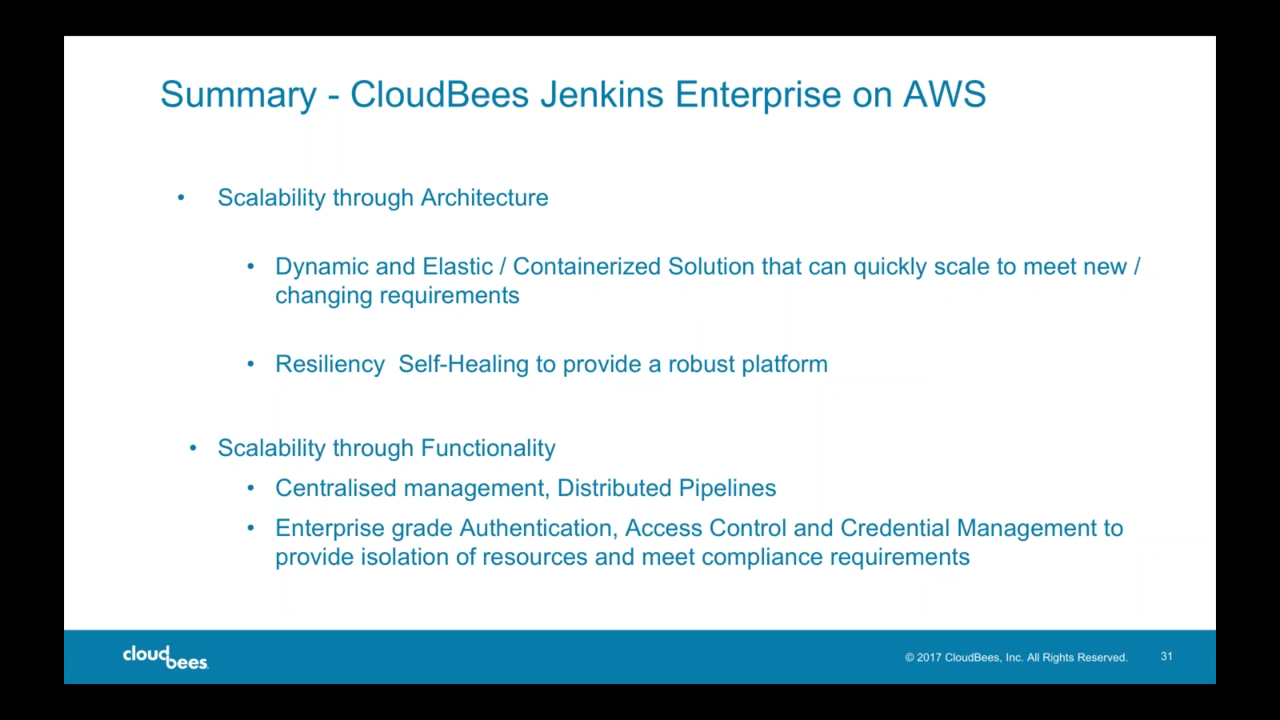 Summary - CloudBees Jenkins Enterprise on AWS
• Scalability through Architecture
• Dynamic and Elastic / Containerized Solution that can quickly scale to meet new /
changing requirements
• Resiliency  Self-Healing to provide a robust platform
• Scalability through Functionality
• Centralised management, Distributed Pipelines
• Enterprise grade Authentication, Access Control and Credential Management to
provide isolation of resources and meet compliance requirements
cloudbees
© 2017 CloudBees, Inc. All Rights Reserved. 31